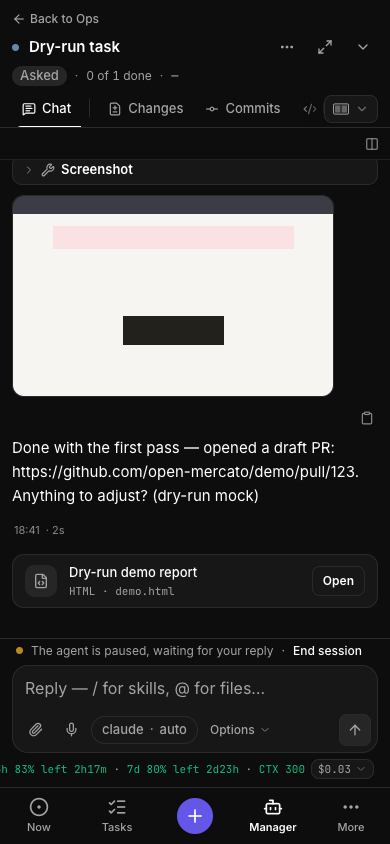 Back to Ops
Dry-run task
Asked · 0 of 1 done · –
Chat
Changes
Commits
Screenshot
Done with the first pass — opened a draft PR:
https://github.com/open-mercato/demo/pull/123.
Anything to adjust? (dry-run mock)
18:41 · 2s
Dry-run demo report
HTML · demo.html
Open
The agent is paused, waiting for your reply · End session
Reply — / for skills, @ for files...
claude · auto
Options
h 83% left 2h17m · 7d 80% left 2d23h · CTX 300
$0.03
Now
Tasks
Manager
More